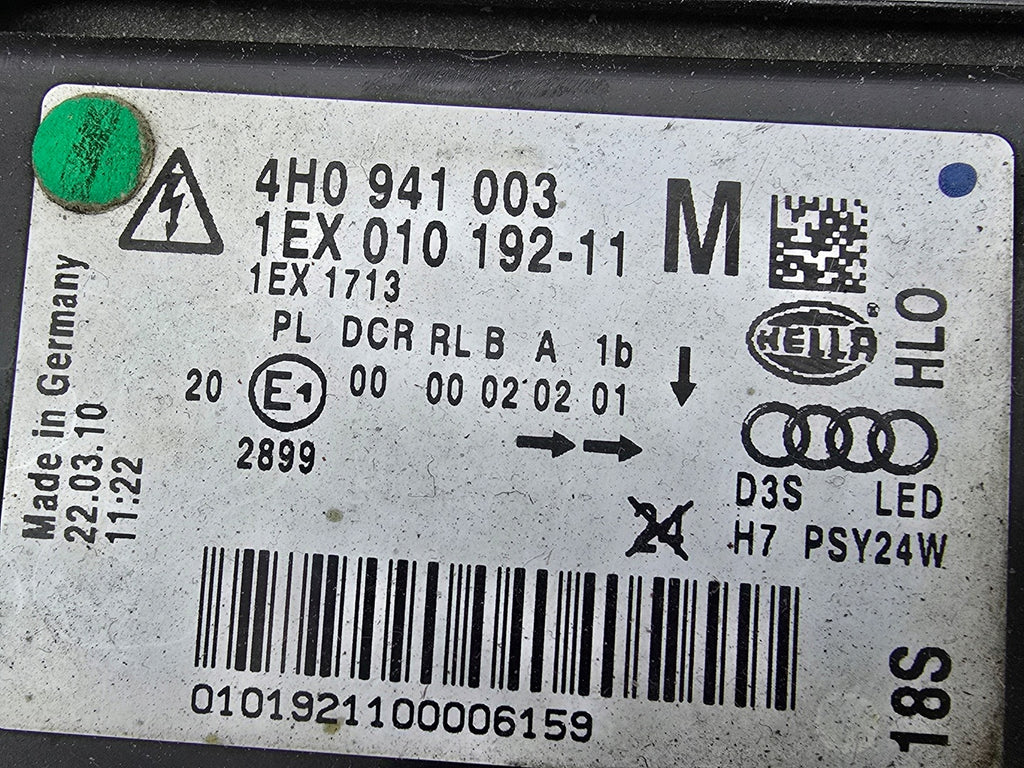 4H0 941 003
1EX 010 192-11
1EX 1713
M
HELLA®
HLO
PL DCR RL B A 1b
20 E1 00 00 02 02 01
2899
Made in Germany
22.03.10
11:22
D3S LED
24 H7 PSY24W
0101921100006159
18S